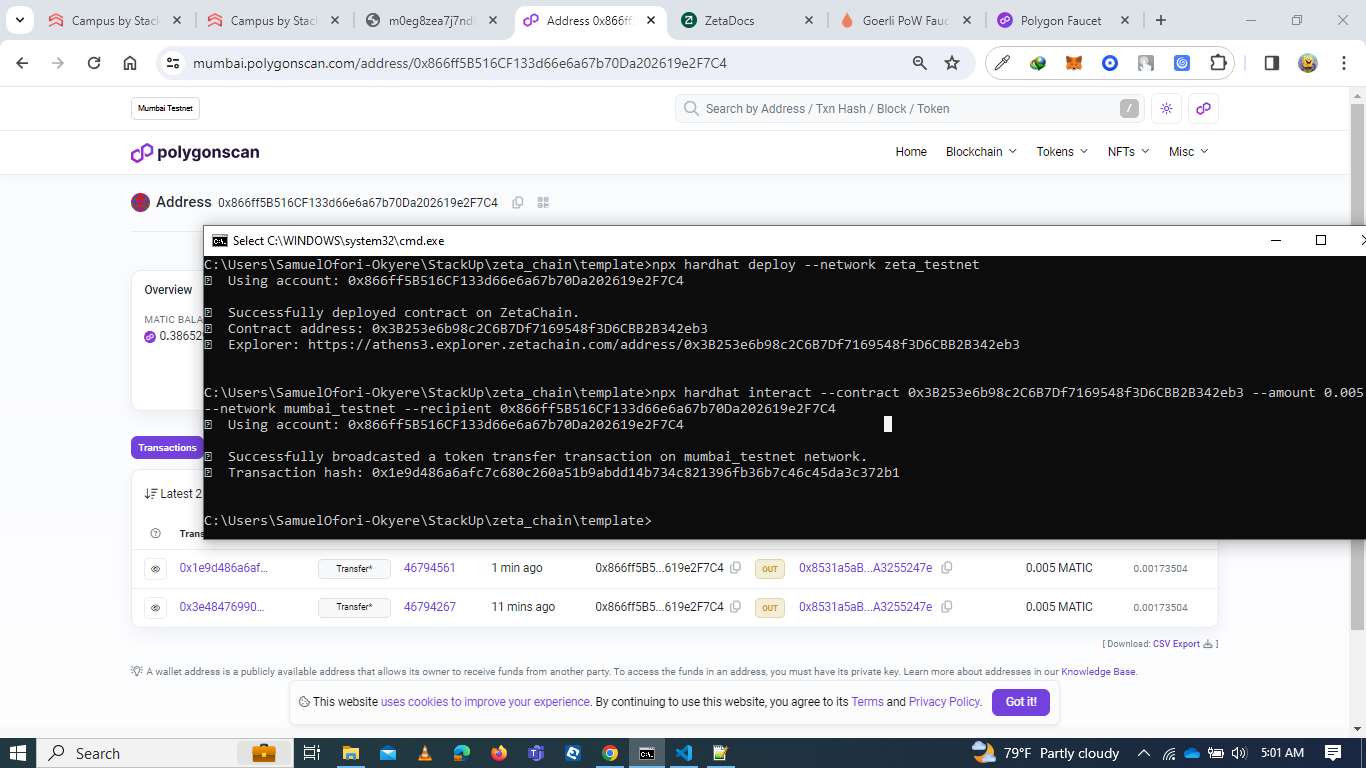 Campus by Stack
Campus by Stack
m0eg8zea7j7nd
Address 0x866ff5
ZetaDocs
Goerli PoW Fauc
Polygon Faucet
mumbai.polygonscan.com/address/0x866ff5B516CF133d66e6a67b70Da202619e2F7C4
Mumbai Testnet
Search by Address / Txn Hash / Block / Token
/
polygonscan
Home Blockchain Tokens NFTs Misc
Address 0x866ff5B516CF133d66e6a67b70Da202619e2F7C4
Select C:\WINDOWS\system32\cmd.exe
C:\Users\SamuelOfori-Okyere\StackUp\zeta_chain\template>npx hardhat deploy --network zeta_testnet
Using account: 0x866ff5B516CF133d66e6a67b70Da202619e2F7C4
Successfully deployed contract on ZetaChain.
Contract address: 0x3B253e6b98c2C6B7Df7169548f3D6CBB2B342eb3
Explorer: https://athens3.explorer.zetachain.com/address/0x3B253e6b98c2C6B7Df7169548f3D6CBB2B342eb3
C:\Users\SamuelOfori-Okyere\StackUp\zeta_chain\template>npx hardhat interact --contract 0x3B253e6b98c2C6B7Df7169548f3D6CBB2B342eb3 --amount 0.005
--network mumbai_testnet --recipient 0x866ff5B516CF133d66e6a67b70Da202619e2F7C4
Using account: 0x866ff5B516CF133d66e6a67b70Da202619e2F7C4
Successfully broadcasted a token transfer transaction on mumbai_testnet network.
Transaction hash: 0x1e9d486a6afc7c680c260a51b9abdd14b734c821396fb36b7c46c45da3c372b1
C:\Users\SamuelOfori-Okyere\StackUp\zeta_chain\template>
Overview
MATIC BALA
0.38652
Transactions
Latest 2
Trans
0x1e9d486a6af... Transfer* 46794561 1 min ago 0x866ff5B5...619e2F7C4 OUT 0x8531a5aB...A3255247e 0.005 MATIC 0.00173504
0x3e48476990... Transfer* 46794267 11 mins ago 0x866ff5B5...619e2F7C4 OUT 0x8531a5aB...A3255247e 0.005 MATIC 0.00173504
[ Download: CSV Export ]
A wallet address is a publicly available address that allows its owner to receive funds from another party. To access the funds in an address, you must have its private key. Learn more about addresses in our Knowledge Base.
This website uses cookies to improve your experience. By continuing to use this website, you agree to its Terms and Privacy Policy. Got it!
Search
79°F Partly cloudy
5:01 AM